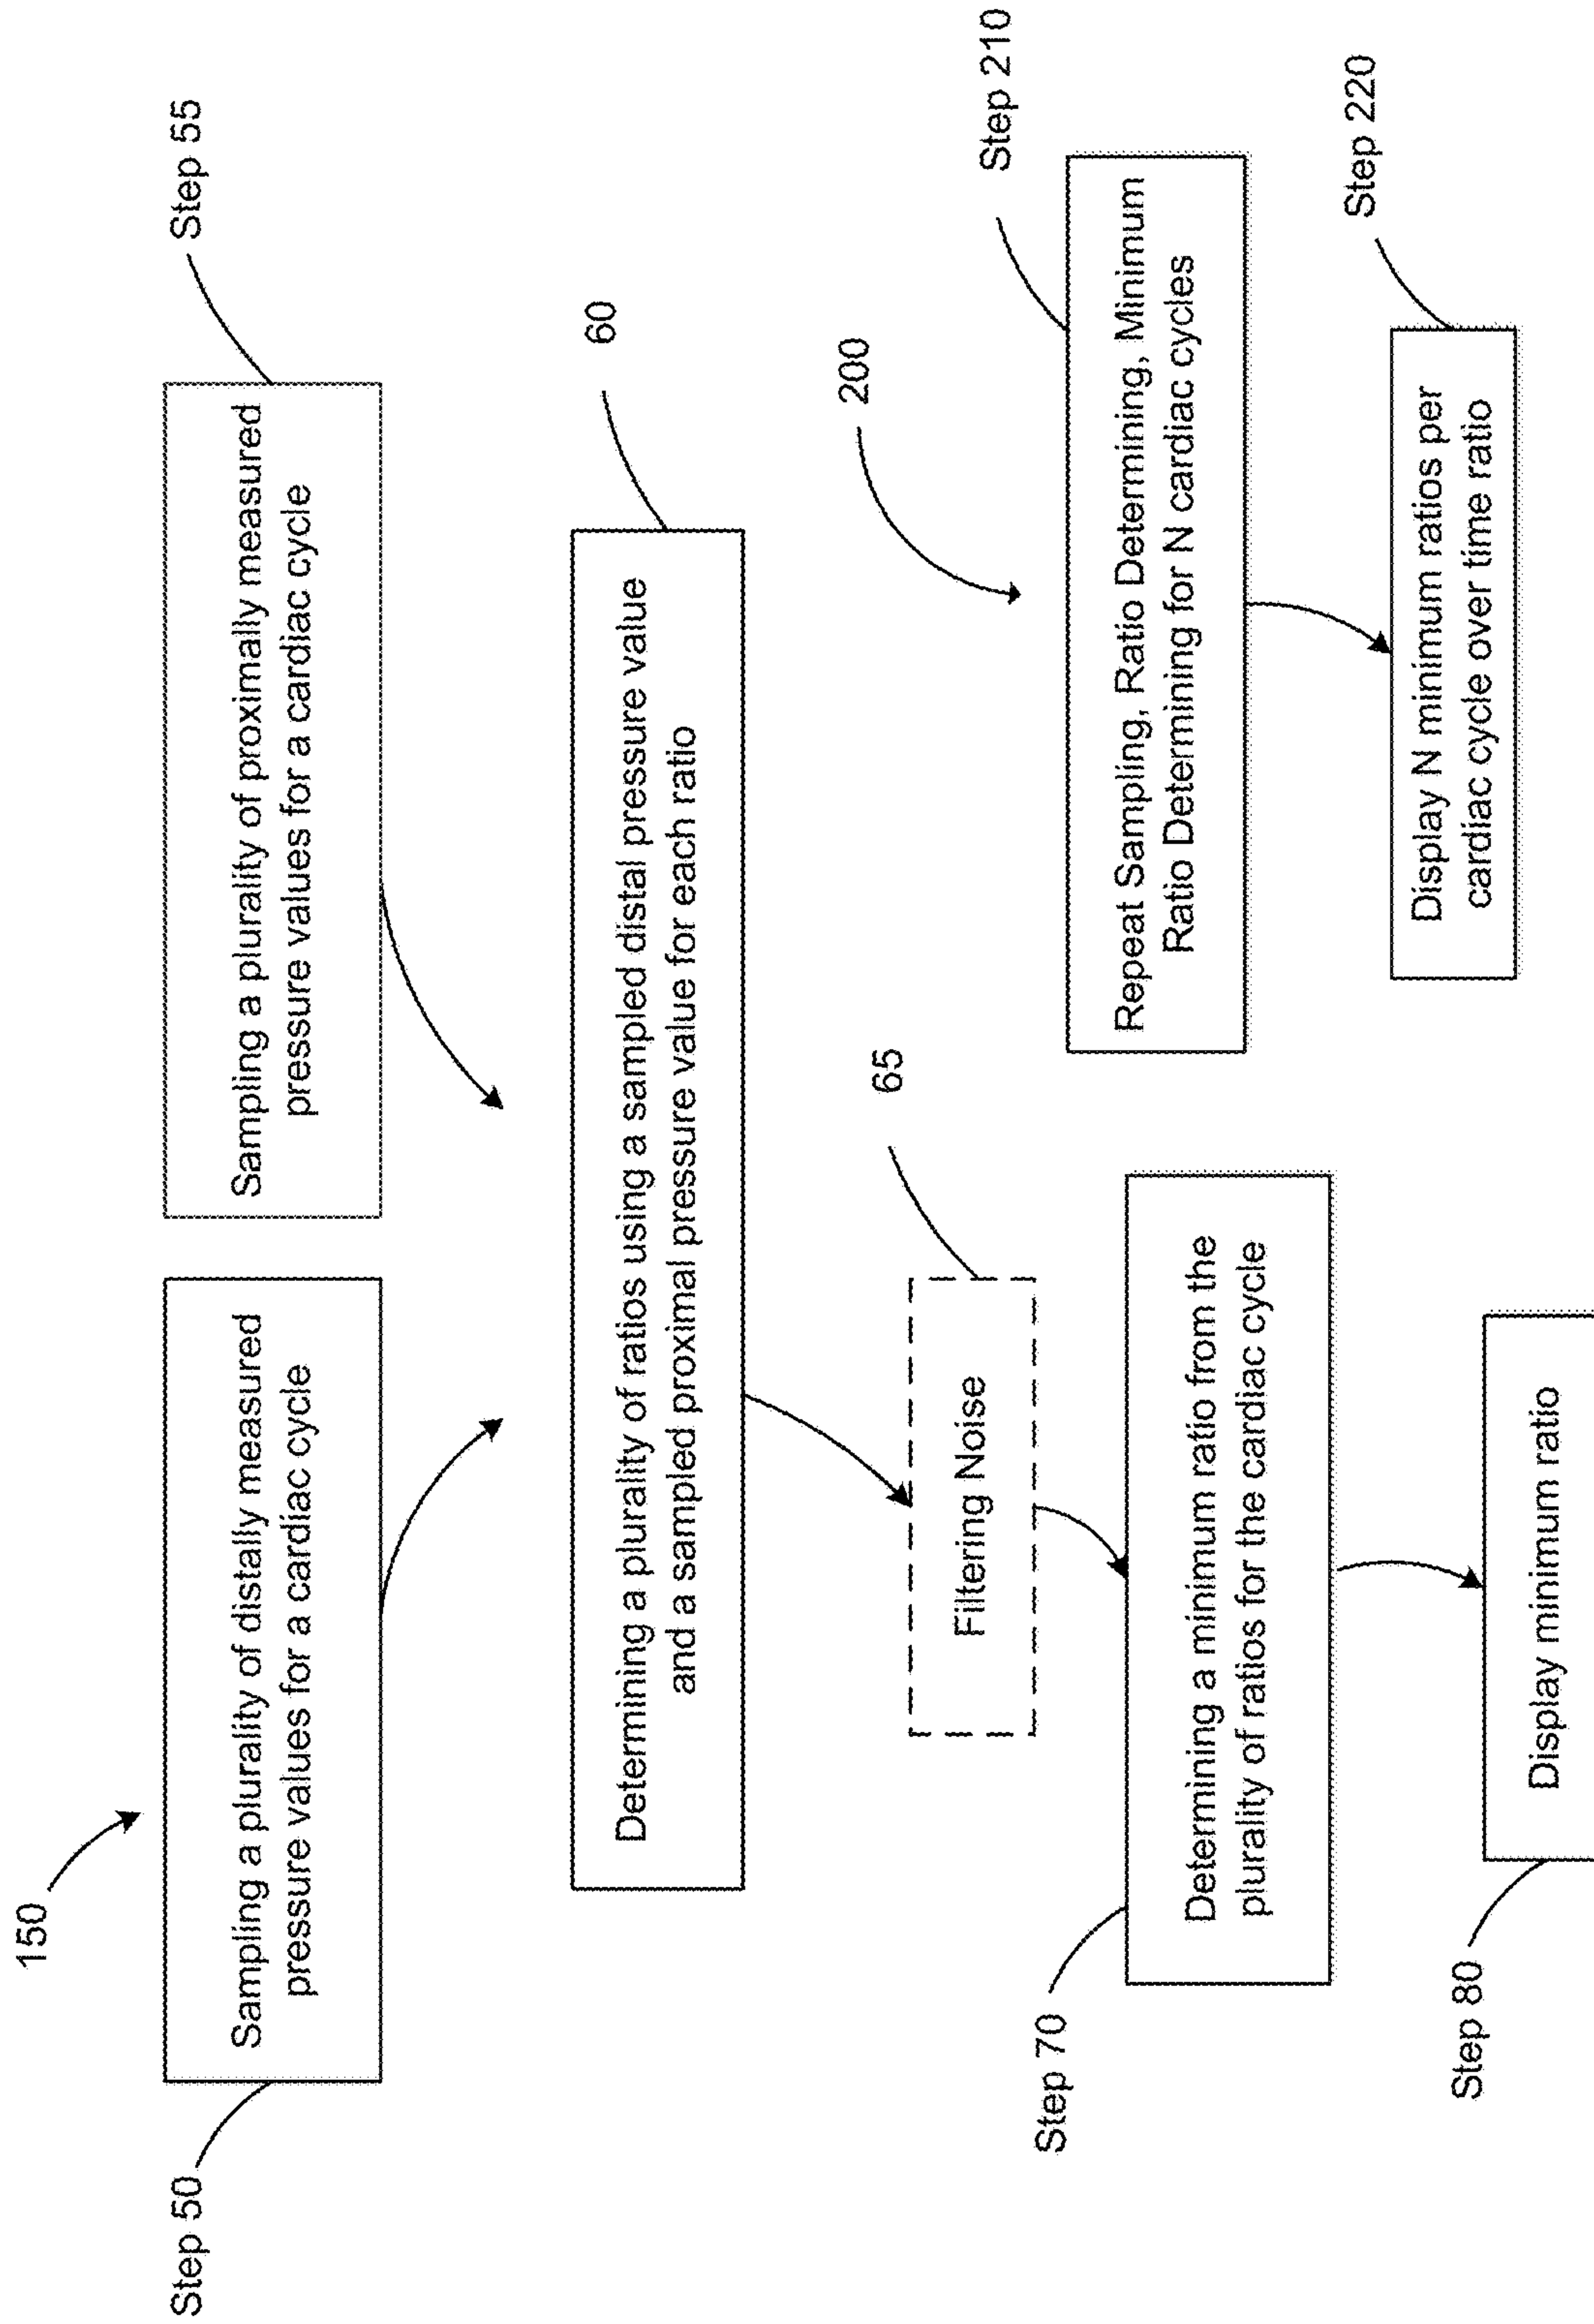 150
Step 50
Sampling a plurality of distally measured
pressure values for a cardiac cycle
Sampling a plurality of proximally measured
pressure values for a cardiac cycle
Step 55
60
Determining a plurality of ratios using a sampled distal pressure value
and a sampled proximal pressure value for each ratio
65
Filtering Noise
Step 70
Determining a minimum ratio from the
plurality of ratios for the cardiac cycle
Step 80
Display minimum ratio
200
Step 210
Repeat Sampling, Ratio Determining, Minimum
Ratio Determining for N cardiac cycles
Step 220
Display N minimum ratios per
cardiac cycle over time ratio